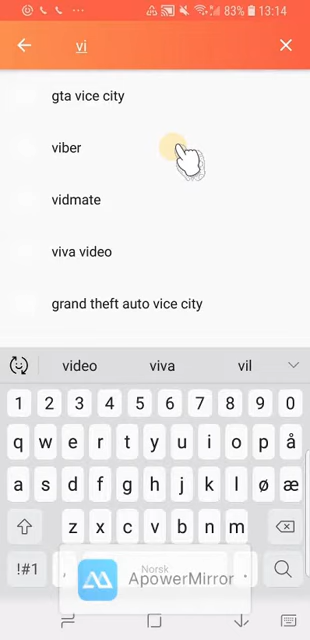 83% 13:14
vi
gta vice city
viber
vidmate
viva video
grand theft auto vice city
video viva vil
1 2 3 4 5 6 7 8 9 0
q w e r t y u i o p å
a s d f g h j k l ø æ
z x c v b n m
!#1 , Norsk .
ApowerMirror